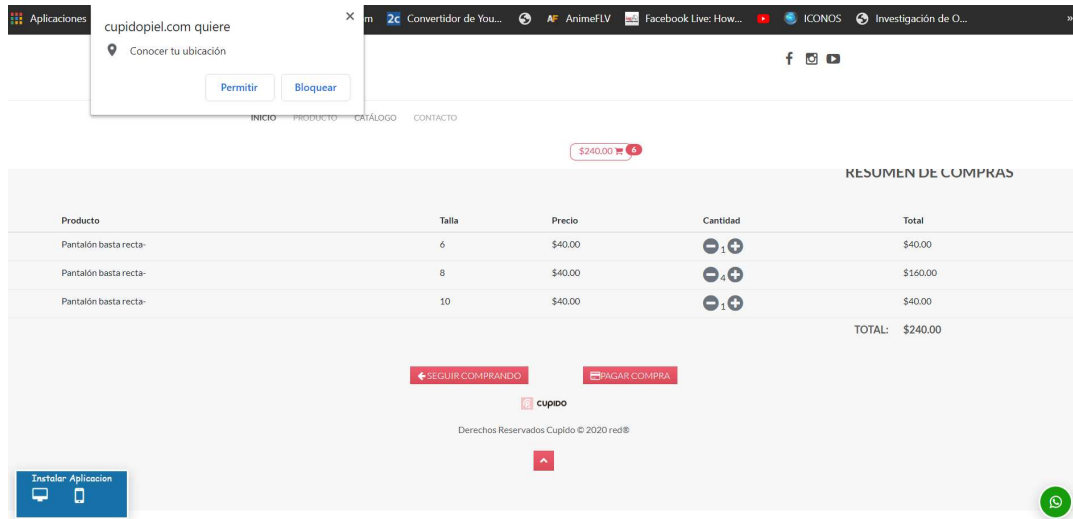 Aplicaciones
m
Convertidor de You...
AF AnimeFLV
Facebook Live: How...
ICONOS
Investigación de O...
»
cupidopiel.com quiere
Conocer tu ubicación
Permitir Bloquear
INICIO PRODUCTO CATÁLOGO CONTACTO
$240.00 6
RESUMEN DE COMPRAS
Producto Talla Precio Cantidad Total
Pantalón basta recta- 6 $40.00 1 $40.00
Pantalón basta recta- 8 $40.00 4 $160.00
Pantalón basta recta- 10 $40.00 1 $40.00
TOTAL: $240.00
SEGUIR COMPRANDO PAGAR COMPRA
CUPIDO
Derechos Reservados Cupido © 2020 red®
Instalar Aplicacion